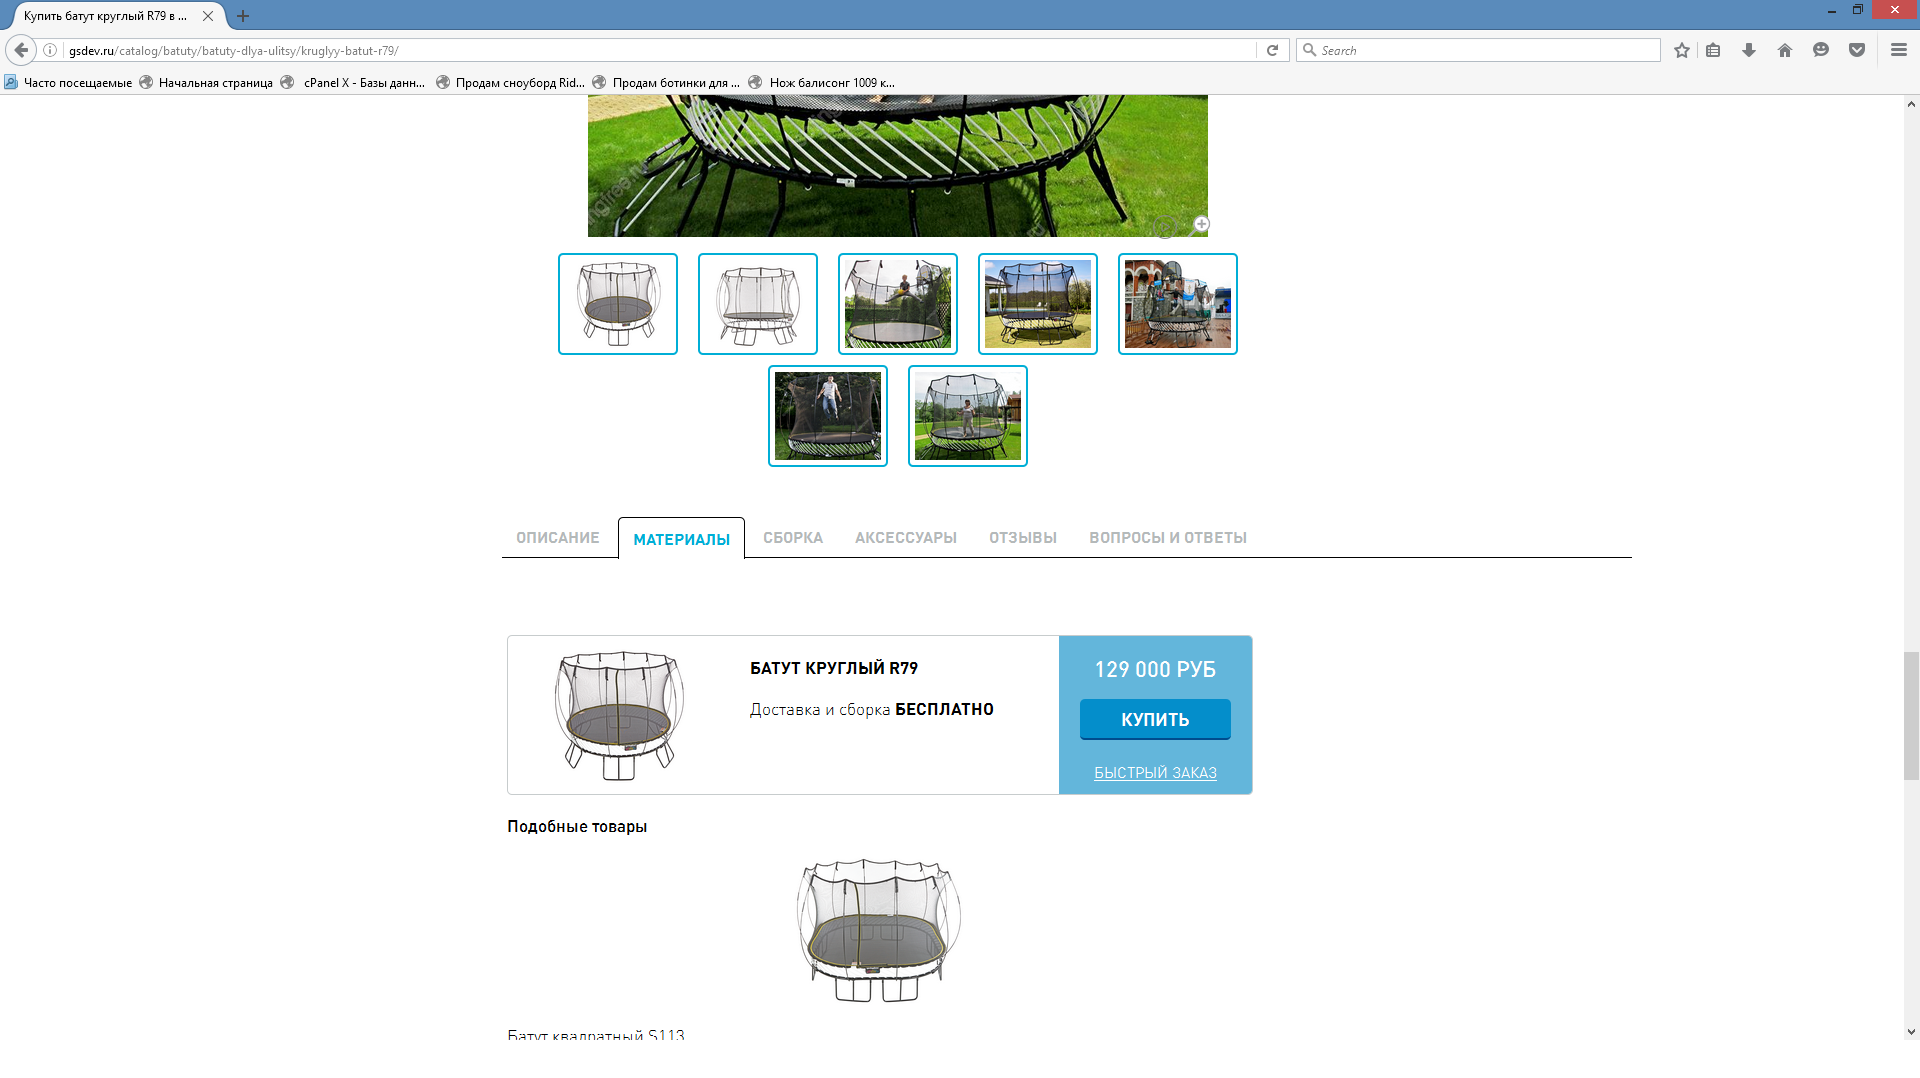 Купить батут круглый R79 в ...
gsdev.ru/catalog/batuty/batuty-dlya-ulitsy/kruglyy-batut-r79/
Search
Часто посещаемые
Начальная страница
cPanel X - Базы данн...
Продам сноуборд Rid...
Продам ботинки для ...
Нож балисонг 1009 к...
ОПИСАНИЕ
МАТЕРИАЛЫ
СБОРКА
АКСЕССУАРЫ
ОТЗЫВЫ
ВОПРОСЫ И ОТВЕТЫ
БАТУТ КРУГЛЫЙ R79
Доставка и сборка БЕСПЛАТНО
129 000 РУБ
КУПИТЬ
БЫСТРЫЙ ЗАКАЗ
Подобные товары
Батут квадратный S113